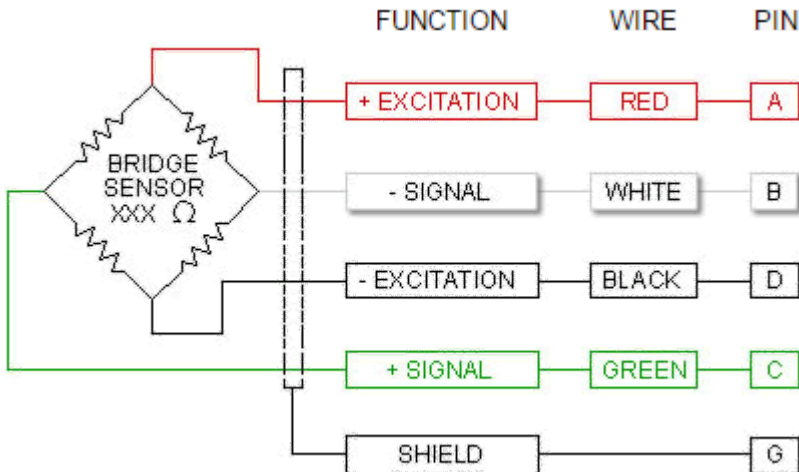 FUNCTION WIRE PIN
+ EXCITATION RED A
BRIDGE
SENSOR
XXX Ω
- SIGNAL WHITE B
- EXCITATION BLACK D
+ SIGNAL GREEN C
SHIELD G